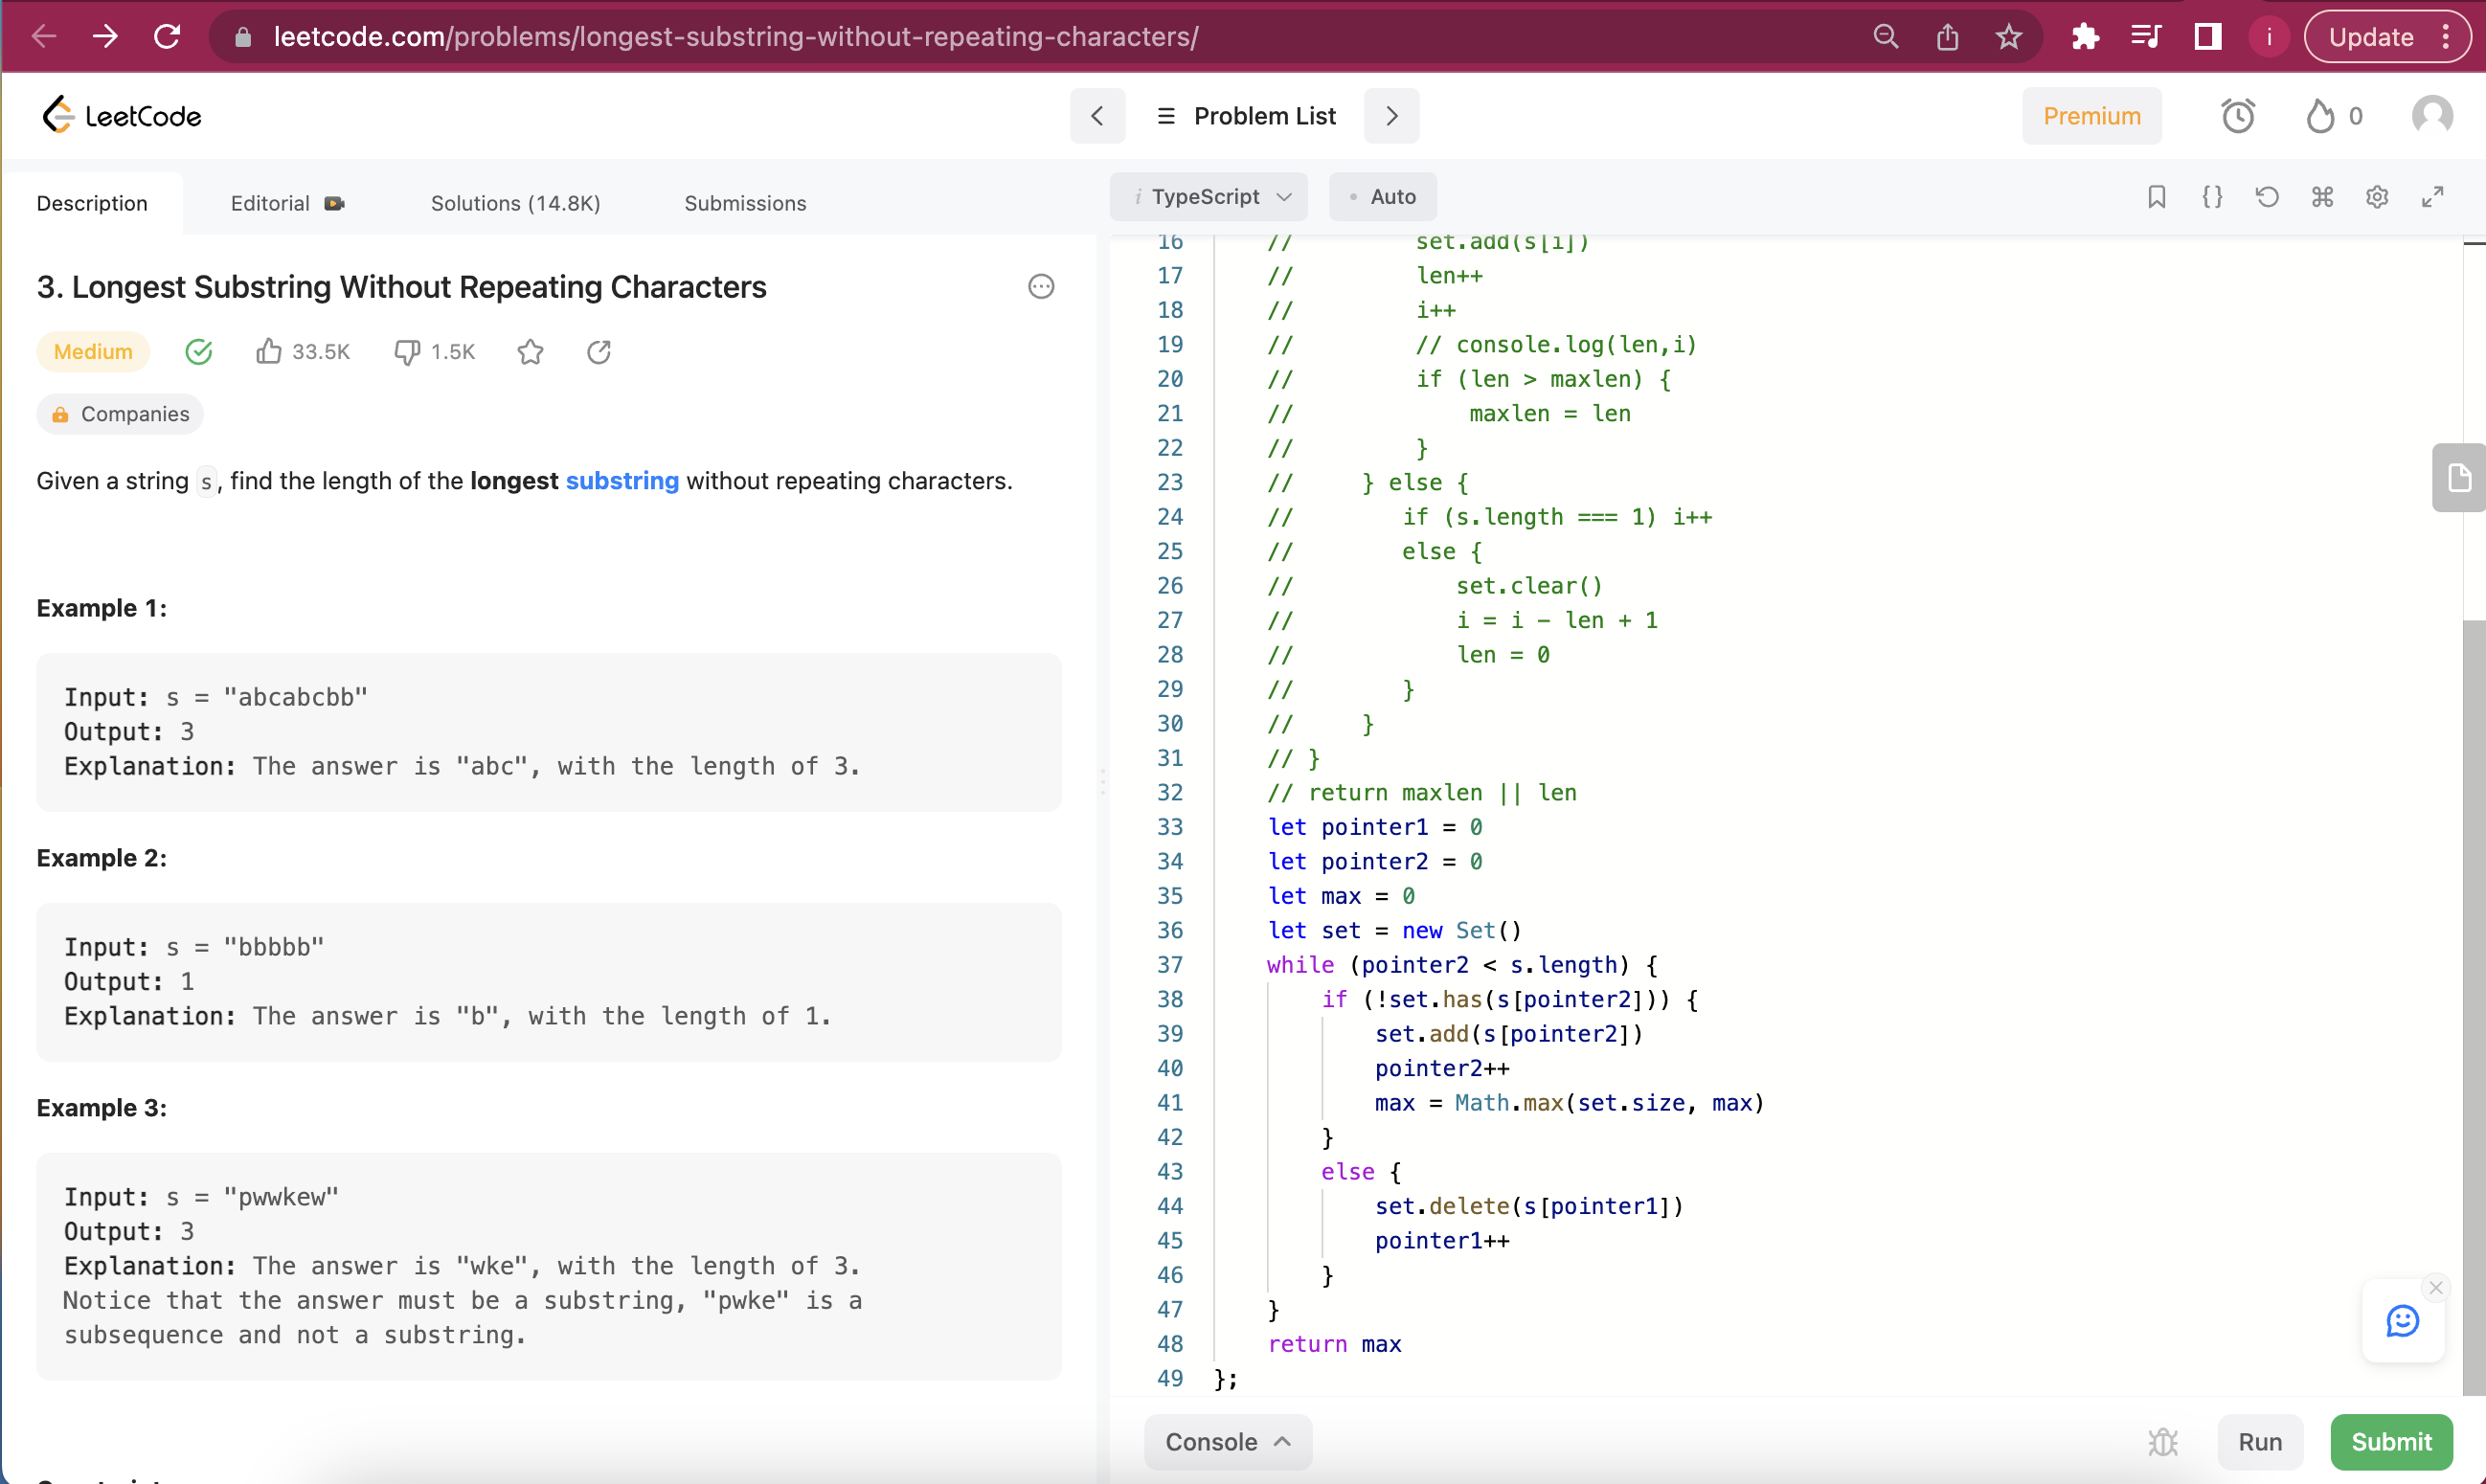 leetcode.com/problems/longest-substring-without-repeating-characters/
i
Update
LeetCode
Problem List
Premium
0
Description
Editorial
Solutions (14.8K)
Submissions
i TypeScript
Auto
3. Longest Substring Without Repeating Characters
Medium
33.5K
1.5K
Companies
Given a string s, find the length of the longest substring without repeating characters.
Example 1:
Input: s = "abcabcbb"
Output: 3
Explanation: The answer is "abc", with the length of 3.
Example 2:
Input: s = "bbbbb"
Output: 1
Explanation: The answer is "b", with the length of 1.
Example 3:
Input: s = "pwwkew"
Output: 3
Explanation: The answer is "wke", with the length of 3.
Notice that the answer must be a substring, "pwke" is a
subsequence and not a substring.
16 // set.add(s[i])
17 // len++
18 // i++
19 // // console.log(len,i)
20 // if (len > maxlen) {
21 // maxlen = len
22 // }
23 // } else {
24 // if (s.length === 1) i++
25 // else {
26 // set.clear()
27 // i = i - len + 1
28 // len = 0
29 // }
30 // }
31 // }
32 // return maxlen || len
33 let pointer1 = 0
34 let pointer2 = 0
35 let max = 0
36 let set = new Set()
37 while (pointer2 < s.length) {
38 if (!set.has(s[pointer2])) {
39 set.add(s[pointer2])
40 pointer2++
41 max = Math.max(set.size, max)
42 }
43 else {
44 set.delete(s[pointer1])
45 pointer1++
46 }
47 }
48 return max
49 };
Console
Run
Submit